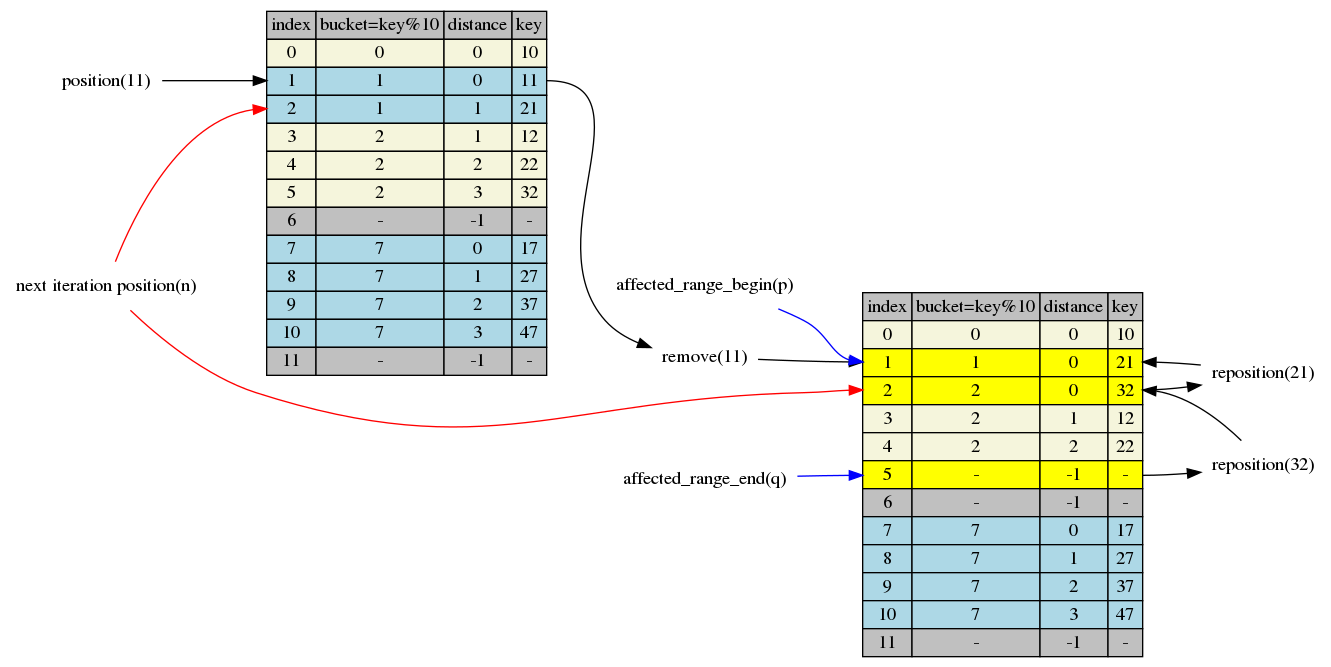 index bucket=key%10 distance key
0 0 0 10
position(11)
1 1 0 11
2 1 1 21
3 2 1 12
4 2 2 22
5 2 3 32
6 - -1 -
7 7 0 17
8 7 1 27
9 7 2 37
10 7 3 47
11 - -1 -
next iteration position(n)
affected_range_begin(p)
remove(11)
affected_range_end(q)
index bucket=key%10 distance key
0 0 0 10
1 1 0 21
2 2 0 32
3 2 1 12
4 2 2 22
5 - -1 -
6 - -1 -
7 7 0 17
8 7 1 27
9 7 2 37
10 7 3 47
11 - -1 -
reposition(21)
reposition(32)